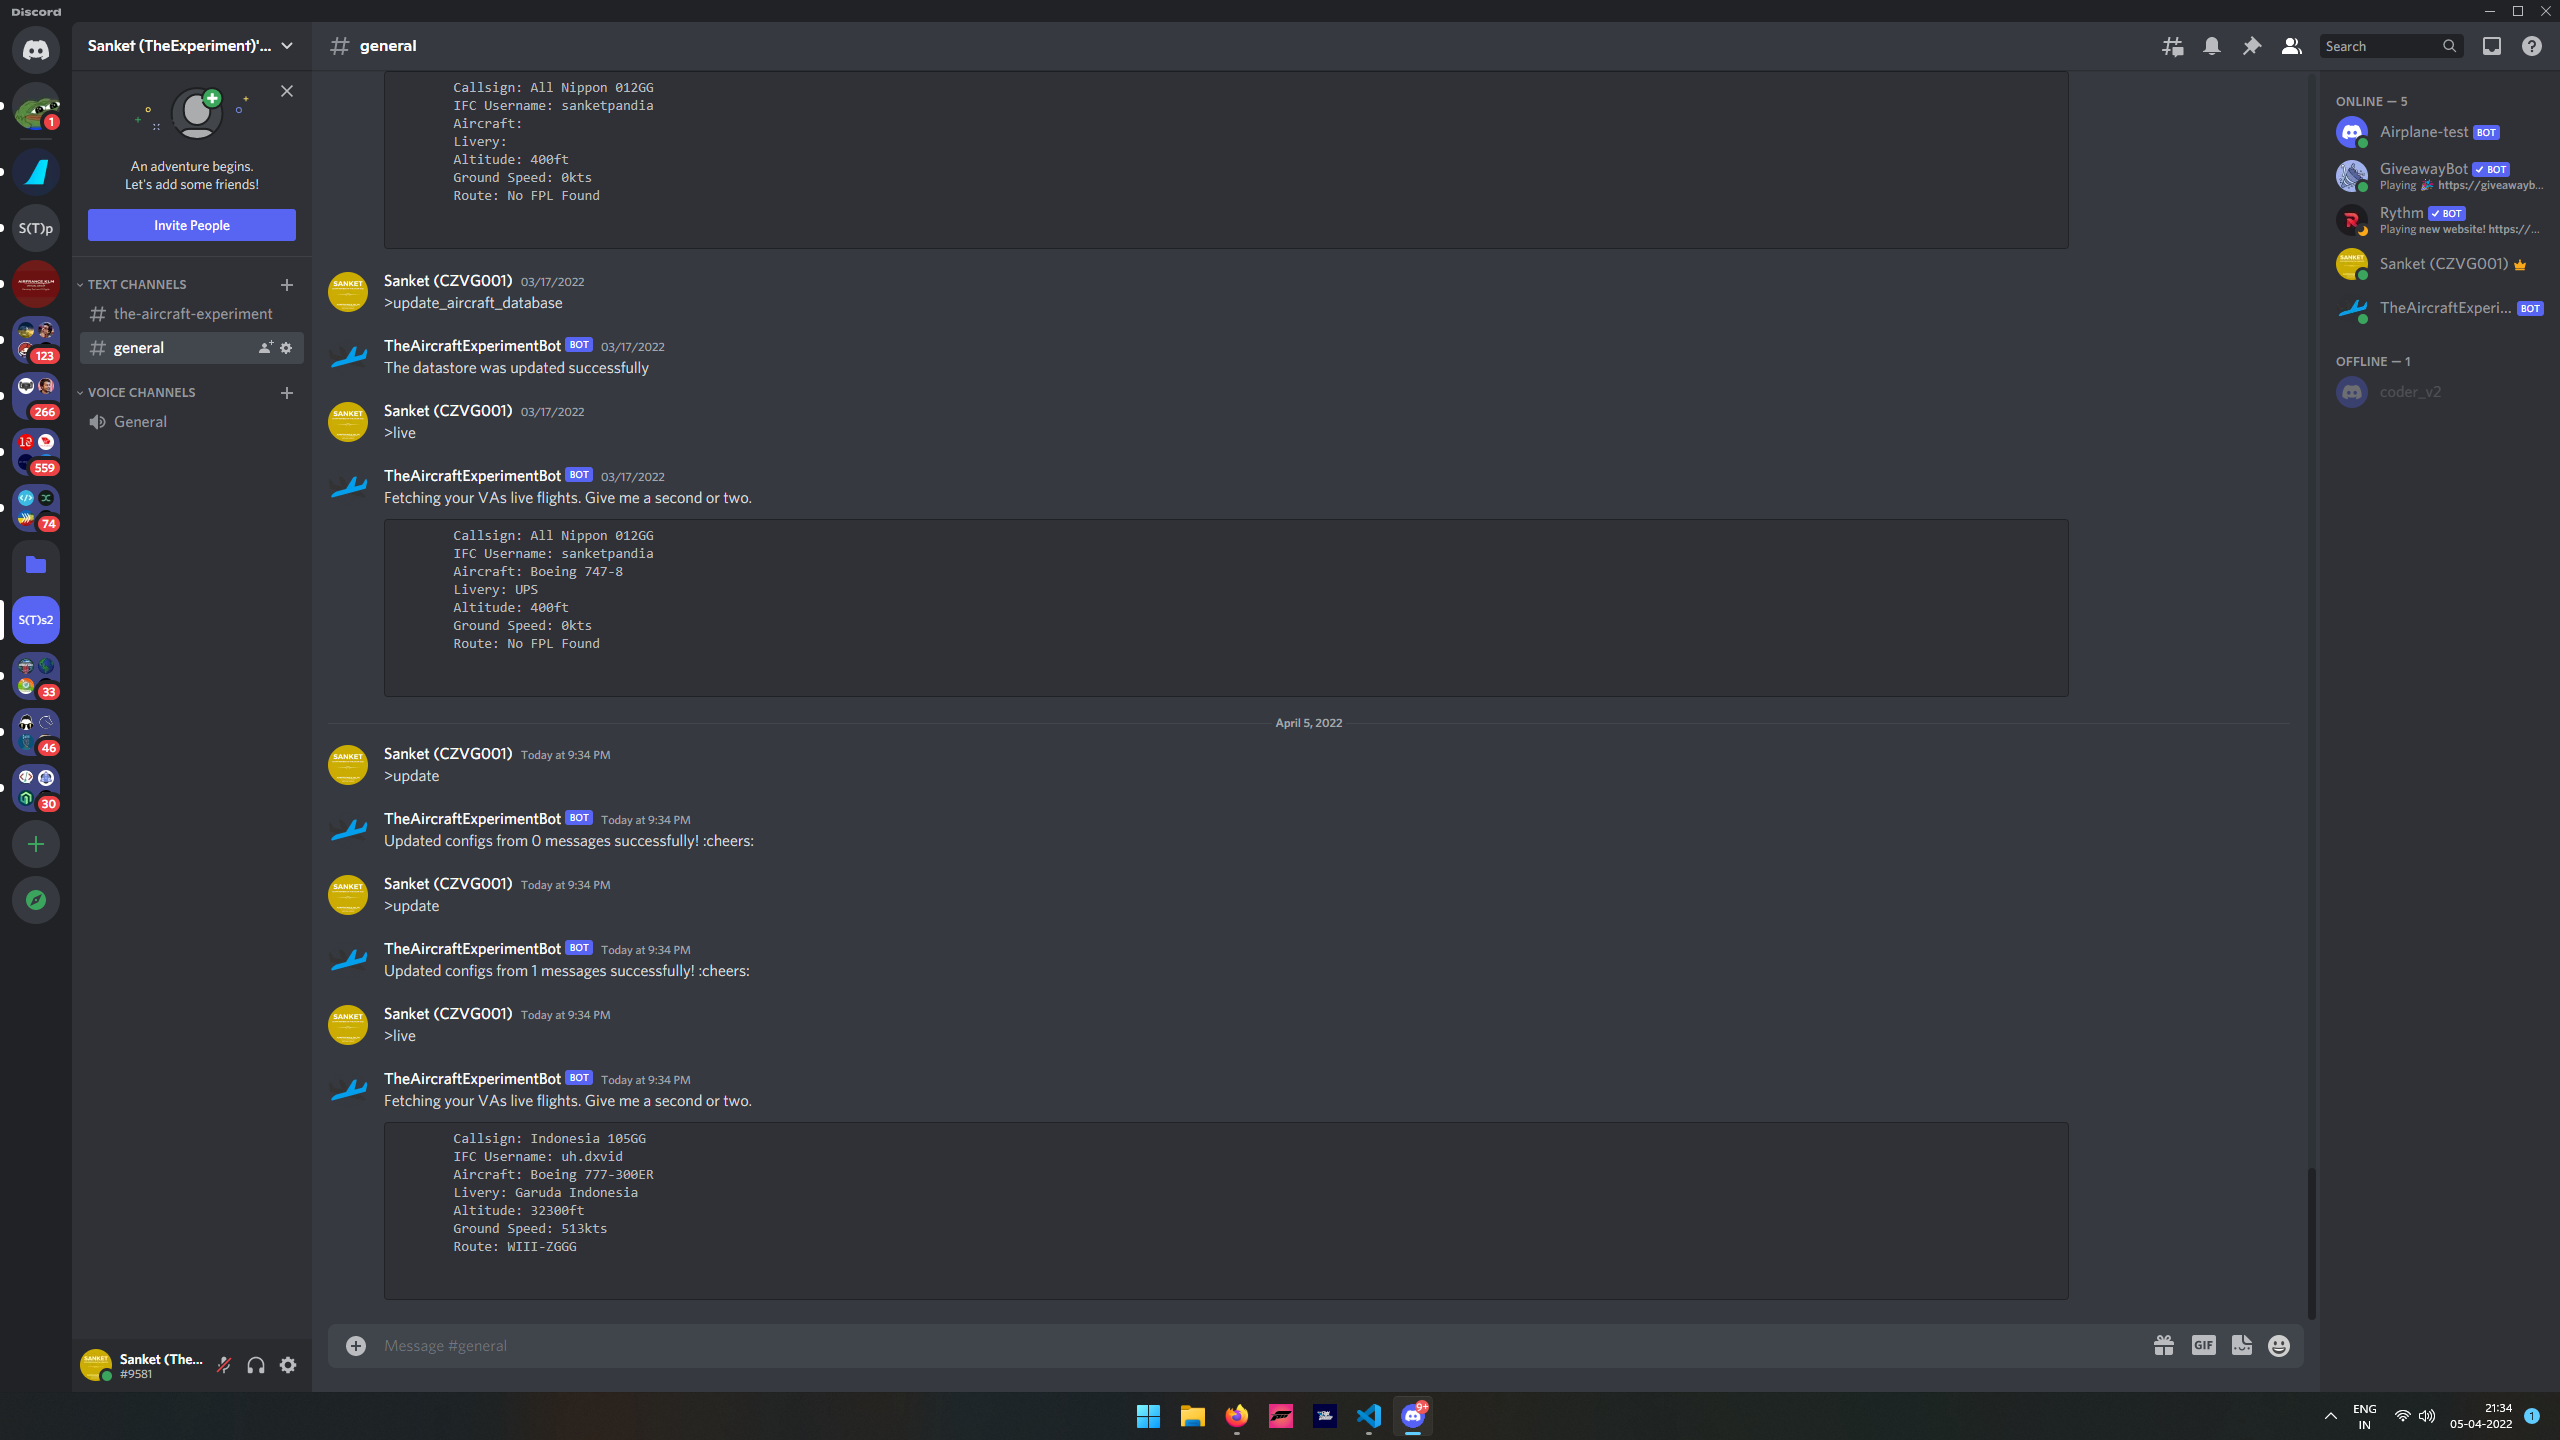 Discord
Sanket (TheExperiment)'...
general
Search
1
An adventure begins.
Let's add some friends!
Invite People
S(T)p
TEXT CHANNELS
the-aircraft-experiment
general
123
VOICE CHANNELS
General
266
559
74
S(T)s2
33
46
30
Callsign: All Nippon 012GG
IFC Username: sanketpandia
Aircraft:
Livery:
Altitude: 400ft
Ground Speed: 0kts
Route: No FPL Found
SANKET
Sanket (CZVG001) 03/17/2022
>update_aircraft_database
TheAircraftExperimentBot BOT 03/17/2022
The datastore was updated successfully
SANKET
Sanket (CZVG001) 03/17/2022
>live
TheAircraftExperimentBot BOT 03/17/2022
Fetching your VAs live flights. Give me a second or two.
Callsign: All Nippon 012GG
IFC Username: sanketpandia
Aircraft: Boeing 747-8
Livery: UPS
Altitude: 400ft
Ground Speed: 0kts
Route: No FPL Found
April 5, 2022
SANKET
Sanket (CZVG001) Today at 9:34 PM
>update
TheAircraftExperimentBot BOT Today at 9:34 PM
Updated configs from 0 messages successfully! :cheers:
SANKET
Sanket (CZVG001) Today at 9:34 PM
>update
TheAircraftExperimentBot BOT Today at 9:34 PM
Updated configs from 1 messages successfully! :cheers:
SANKET
Sanket (CZVG001) Today at 9:34 PM
>live
TheAircraftExperimentBot BOT Today at 9:34 PM
Fetching your VAs live flights. Give me a second or two.
Callsign: Indonesia 105GG
IFC Username: uh.dxvid
Aircraft: Boeing 777-300ER
Livery: Garuda Indonesia
Altitude: 32300ft
Ground Speed: 513kts
Route: WIII-ZGGG
Message #general
GIF
ONLINE — 5
Airplane-test BOT
GiveawayBot BOT
Playing 🎉 https://giveawayb...
Rythm BOT
Playing new website! https://...
Sanket (CZVG001)
TheAircraftExperi... BOT
OFFLINE — 1
coder_v2
Sanket (The...
#9581
9+
ENG
IN
21:34
05-04-2022
1